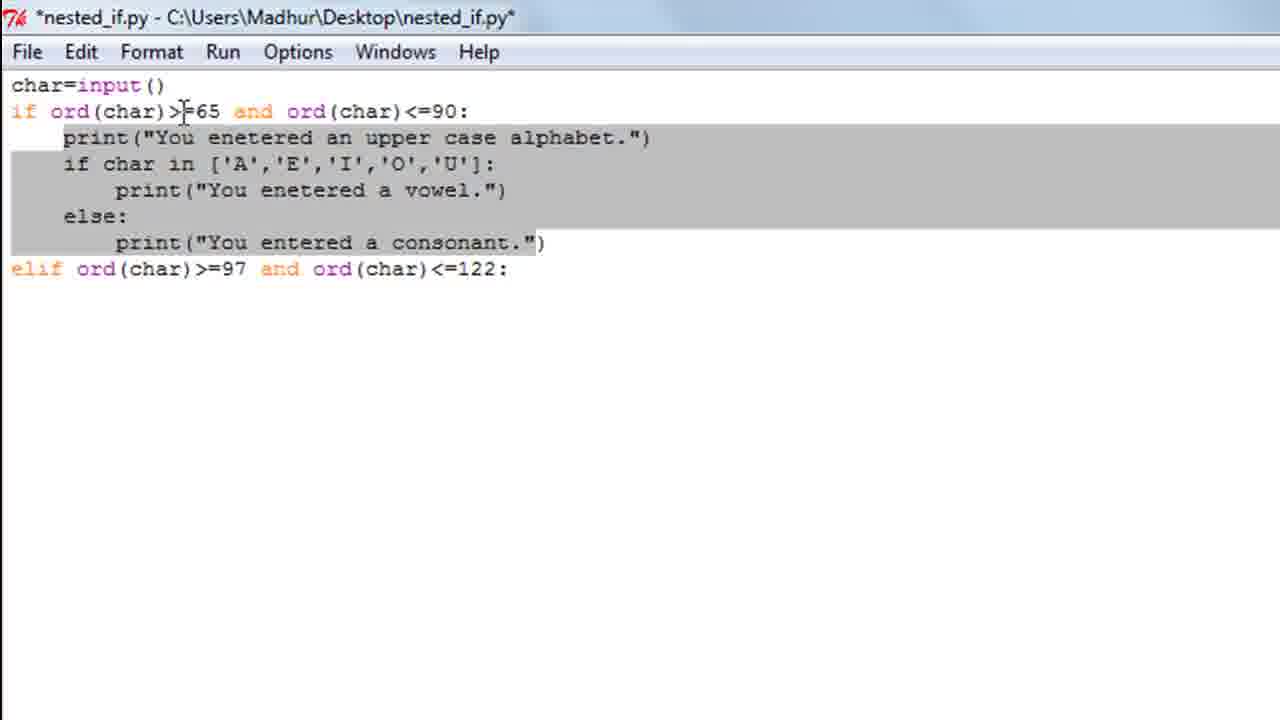 *nested_if.py - C:\Users\Madhur\Desktop\nested_if.py*
File Edit Format Run Options Windows Help
char=input()
if ord(char)>=65 and ord(char)<=90:
    print("You enetered an upper case alphabet.")
    if char in ['A','E','I','O','U']:
        print("You enetered a vowel.")
    else:
        print("You entered a consonant.")
elif ord(char)>=97 and ord(char)<=122: